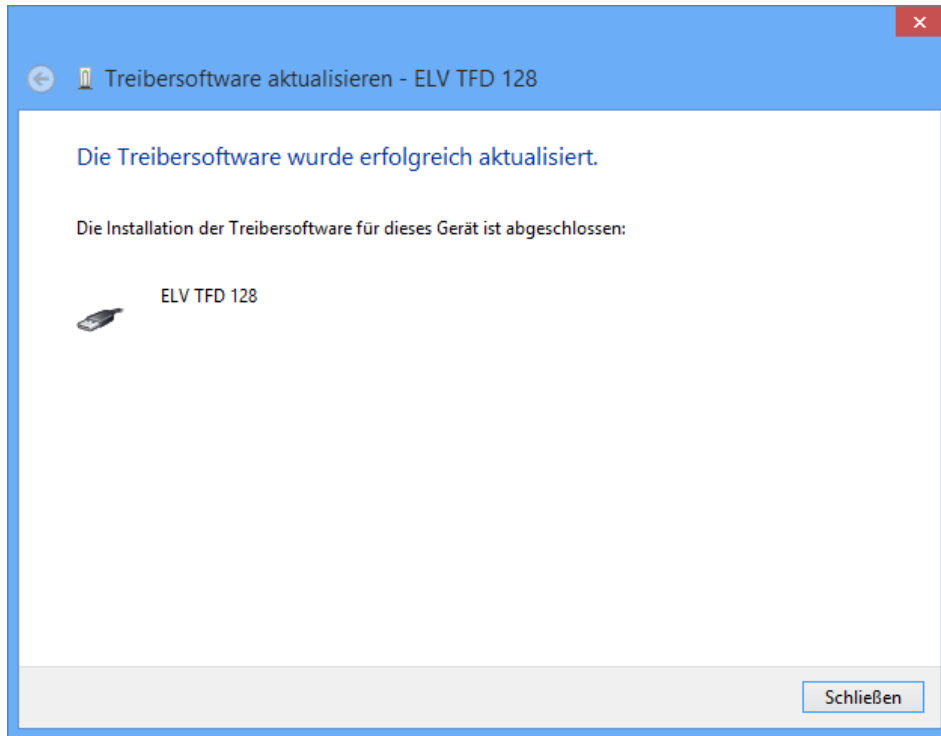 Treibersoftware aktualisieren - ELV TFD 128
Die Treibersoftware wurde erfolgreich aktualisiert.
Die Installation der Treibersoftware für dieses Gerät ist abgeschlossen:
ELV TFD 128
Schließen